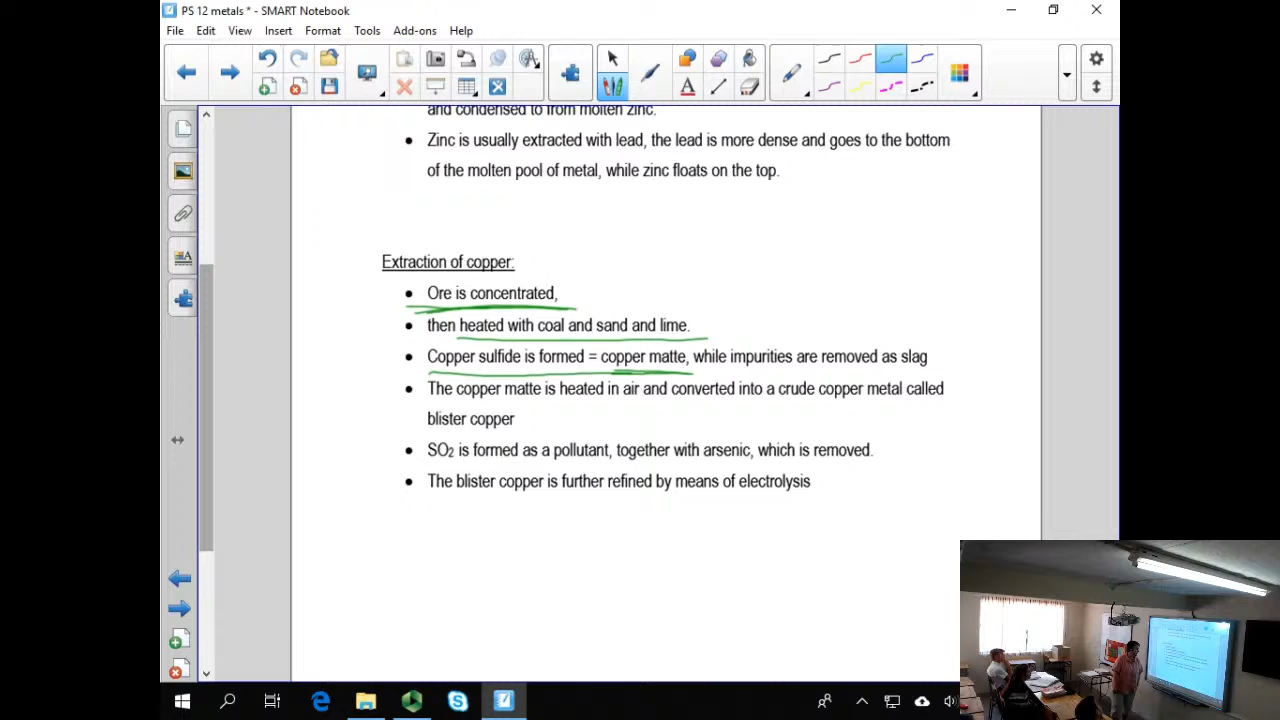 PS 12 metals * - SMART Notebook
File Edit View Insert Format Tools Add-ons Help
and condensed to from molten zinc.
• Zinc is usually extracted with lead, the lead is more dense and goes to the bottom
of the molten pool of metal, while zinc floats on the top.
Extraction of copper:
• Ore is concentrated,
• then heated with coal and sand and lime.
• Copper sulfide is formed = copper matte, while impurities are removed as slag
• The copper matte is heated in air and converted into a crude copper metal called
blister copper
• SO2 is formed as a pollutant, together with arsenic, which is removed.
• The blister copper is further refined by means of electrolysis